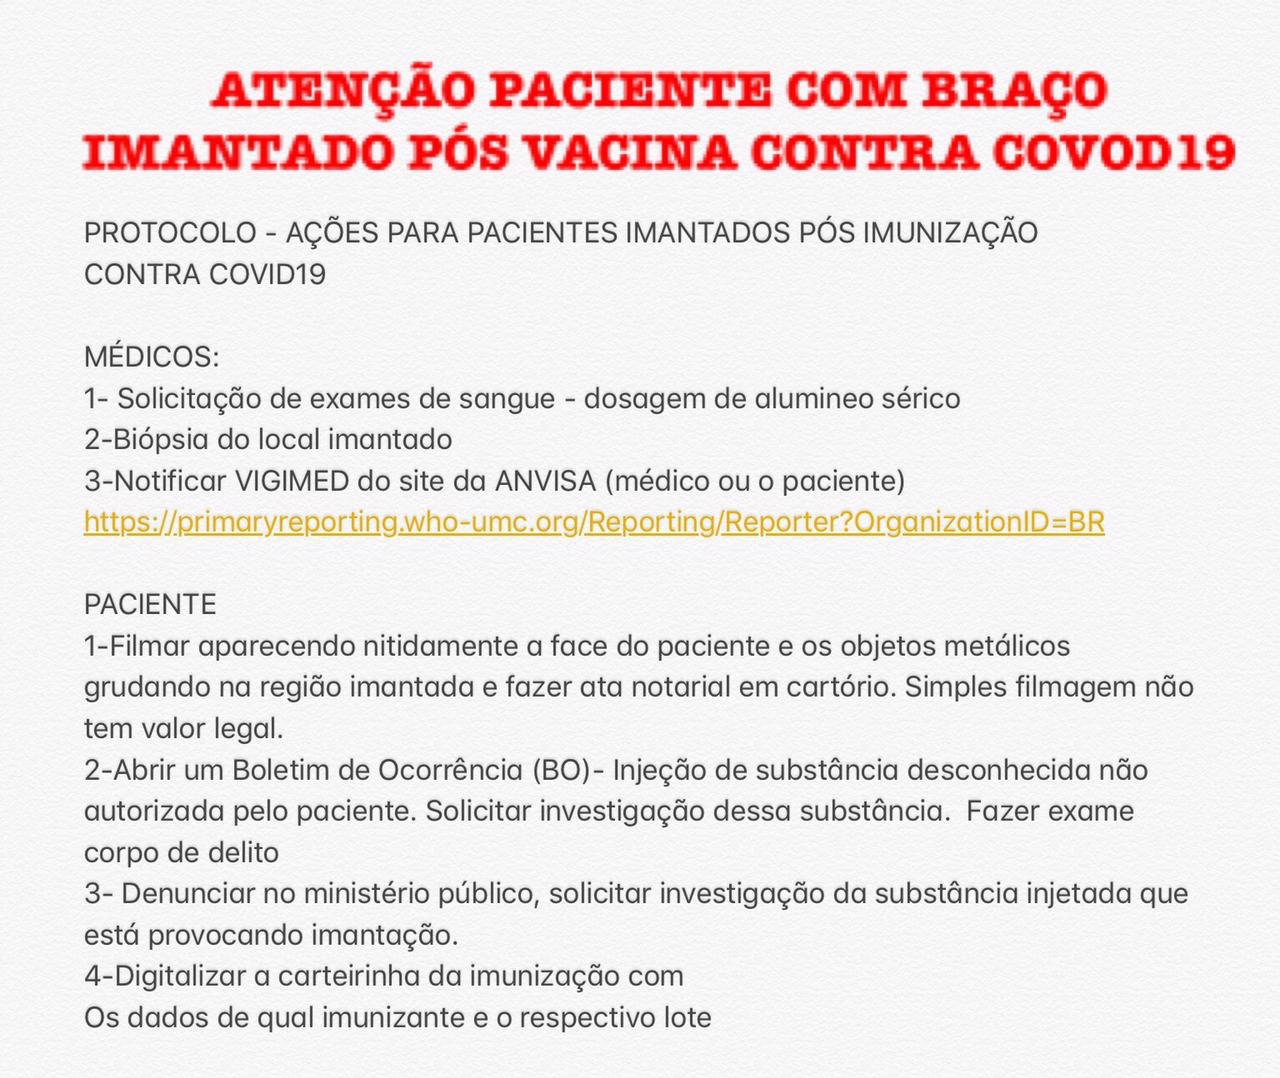 ATENÇÃO PACIENTE COM BRAÇO
IMANTADO PÓS VACINA CONTRA COVOD19
PROTOCOLO - AÇÕES PARA PACIENTES IMANTADOS PÓS IMUNIZAÇÃO
CONTRA COVID19
MÉDICOS:
1- Solicitação de exames de sangue - dosagem de alumineo sérico
2-Biópsia do local imantado
3-Notificar VIGIMED do site da ANVISA (médico ou o paciente)
https://primaryreporting.who-umc.org/Reporting/Reporter?OrganizationID=BR
PACIENTE
1-Filmar aparecendo nitidamente a face do paciente e os objetos metálicos
grudando na região imantada e fazer ata notarial em cartório. Simples filmagem não
tem valor legal.
2-Abrir um Boletim de Ocorrência (BO)- Injeção de substância desconhecida não
autorizada pelo paciente. Solicitar investigação dessa substância.  Fazer exame
corpo de delito
3- Denunciar no ministério público, solicitar investigação da substância injetada que
está provocando imantação.
4-Digitalizar a carteirinha da imunização com
Os dados de qual imunizante e o respectivo lote